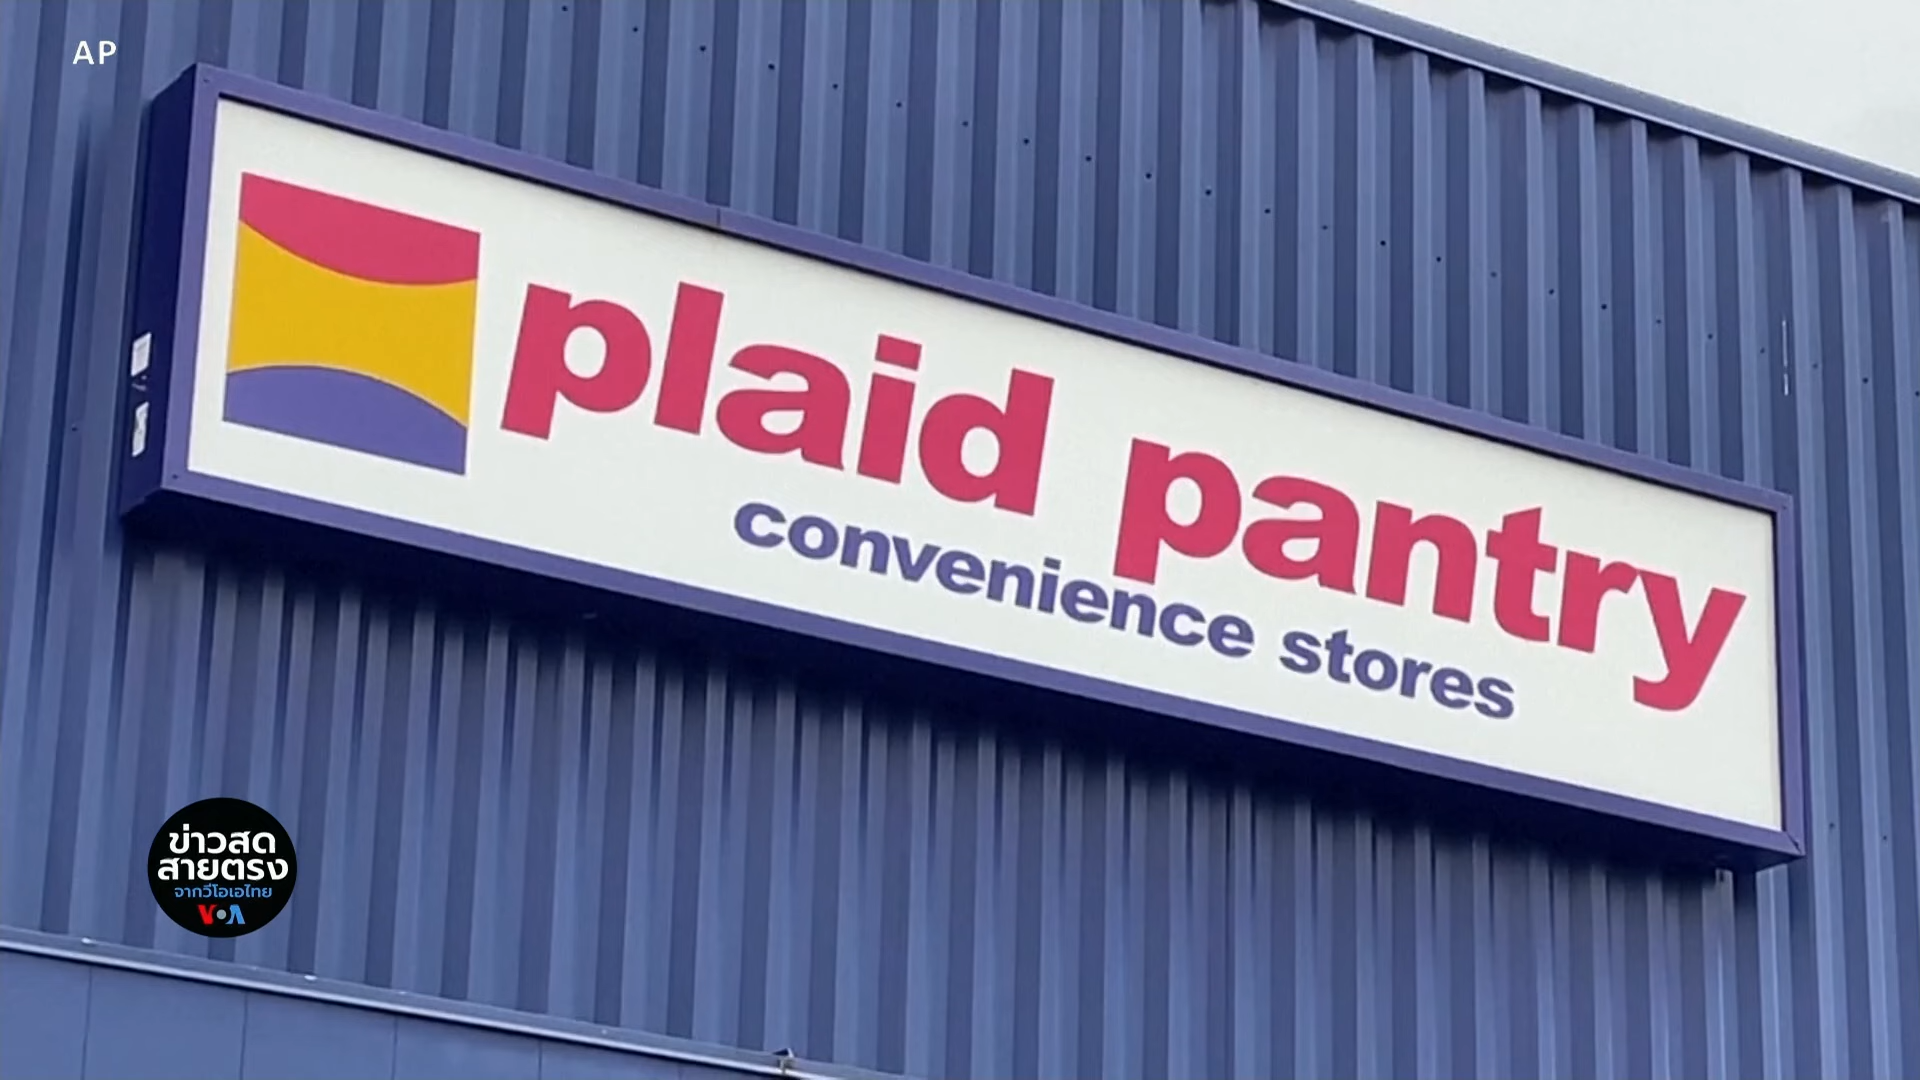 AP
plaid pantry
convenience stores
ข่าวสด
สายตรง
จากวีโอเอไทย
VOA